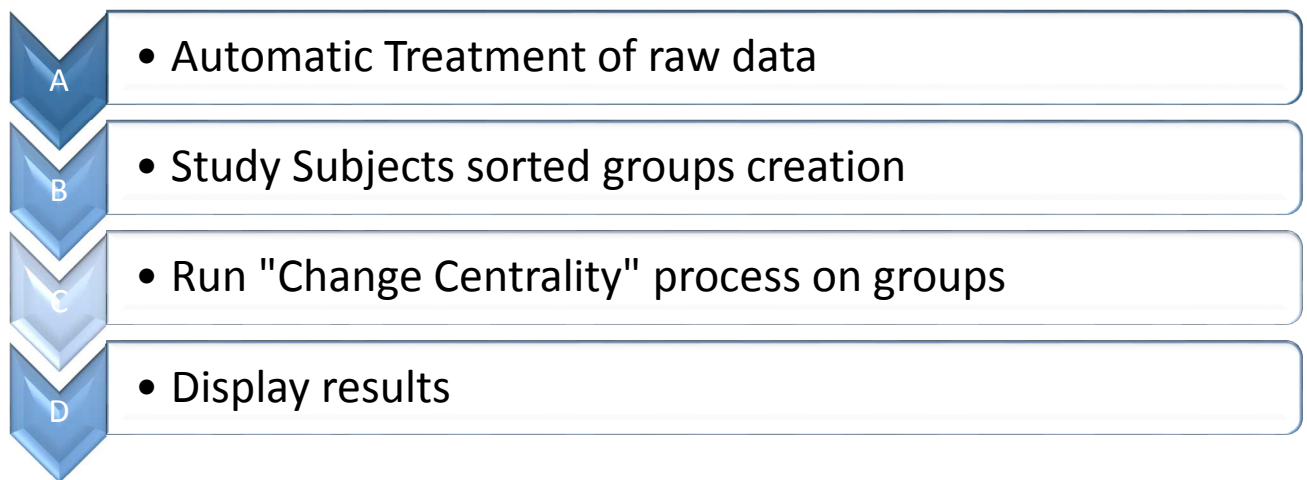 A
• Automatic Treatment of raw data
B
• Study Subjects sorted groups creation
C
• Run "Change Centrality" process on groups
D
• Display results